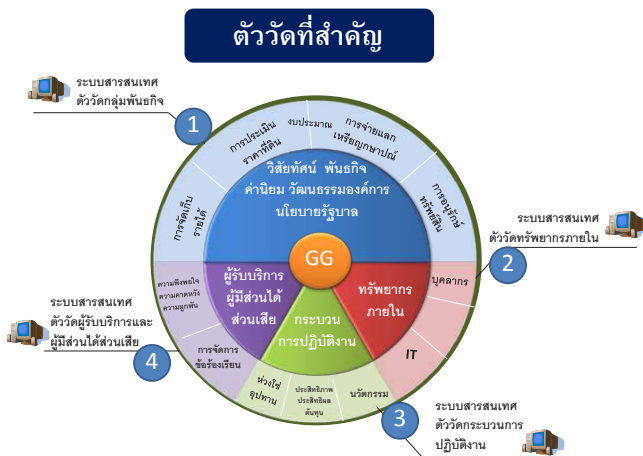 ตัววัดที่สำคัญ
ระบบสารสนเทศ
ตัววัดกลุ่มพันธกิจ
1
การจัดเก็บ
รายได้
การประเมิน
ราคาที่ดิน
งบประมาณ
การจ่ายแลก
เหรียญกษาปณ์
การอนุรักษ์
ทรัพย์สิน
วิสัยทัศน์ พันธกิจ
ค่านิยม วัฒนธรรมองค์การ
นโยบายรัฐบาล
GG
ระบบสารสนเทศ
ตัววัดทรัพยากรภายใน
2
บุคลากร
IT
ทรัพยากร
ภายใน
ผู้รับบริการ
ผู้มีส่วนได้
ส่วนเสีย
กระบวน
การปฏิบัติงาน
ความพึงพอใจ
ความคาดหวัง
ความผูกพัน
การจัดการ
ข้อร้องเรียน
ระบบสารสนเทศ
ตัววัดผู้รับบริการและ
ผู้มีส่วนได้ส่วนเสีย
4
ห่วงโซ่
อุปทาน
ประสิทธิภาพ
ประสิทธิผล
ต้นทุน
นวัตกรรม
3
ระบบสารสนเทศ
ตัววัดกระบวนการ
ปฏิบัติงาน